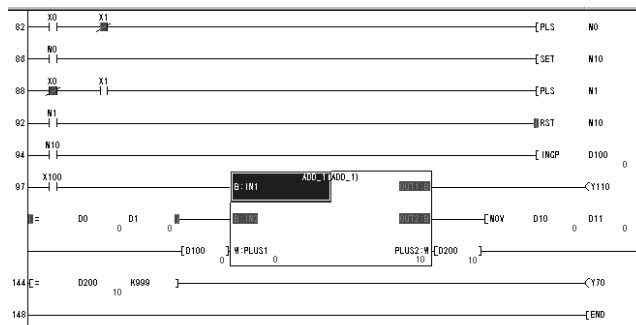 X0 X1
82 [PLS N0
N0
86 [SET N10
X0 X1
88 [PLS N1
N1
92 RST N10
N10
94 [INCP D100
0
X100 ADD_1(ADD_1)
97 B:IN1 OUT1:B (Y110
= D0 D1 B:IN2 OUT2:B [MOV D10 D11
0 0 0 0
[D100 ] W:PLUS1 PLUS2:W [D200 ]
0 0 10 10
144 [= D200 K999 ] (Y70
10
148 [END